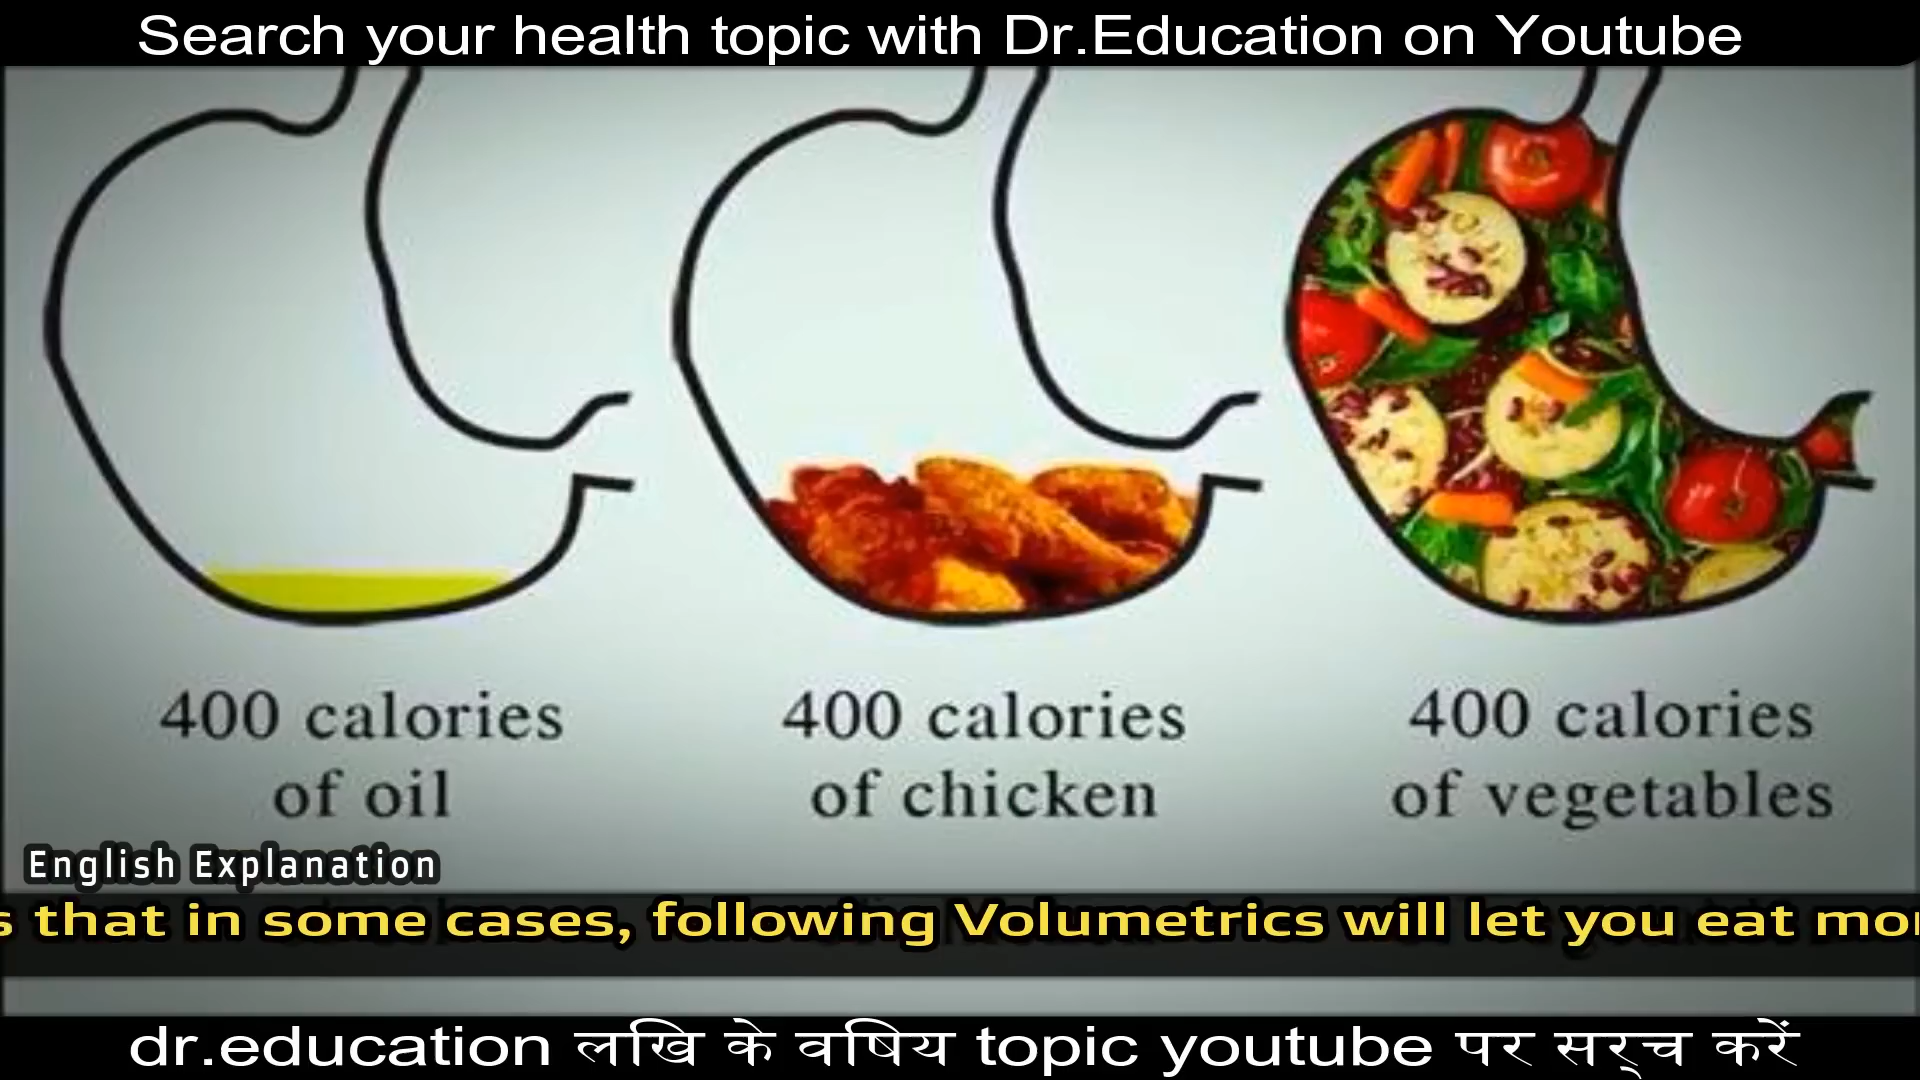 Search your health topic with Dr.Education on Youtube
400 calories
of oil
400 calories
of chicken
400 calories
of vegetables
English Explanation
s that in some cases, following Volumetrics will let you eat mor
dr.education लखि के वषिय topic youtube पर सर्च करें